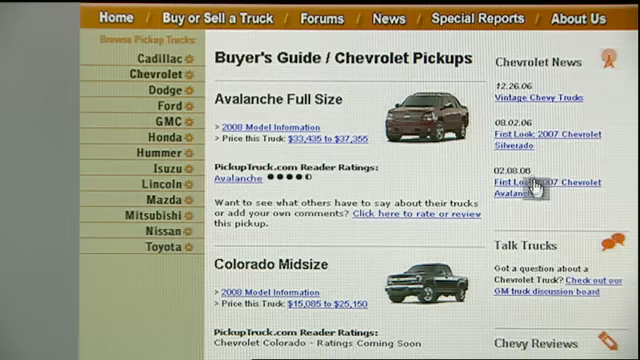 Home / Buy or Sell a Truck / Forums / News / Special Reports / About Us
Browse Pickup Trucks:
Cadillac
Chevrolet
Dodge
Ford
GMC
Honda
Hummer
Isuzu
Lincoln
Mazda
Mitsubishi
Nissan
Toyota
Buyer's Guide / Chevrolet Pickups
Avalanche Full Size
> 2008 Model Information
> Price this Truck: $33,435 to $37,355
PickupTruck.com Reader Ratings:
Avalanche
Want to see what others have to say about their trucks
or add your own comments? Click here to rate or review
this pickup.
Colorado Midsize
> 2008 Model Information
> Price this Truck: $15,085 to $25,150
PickupTruck.com Reader Ratings:
Chevrolet Colorado - Ratings Coming Soon
Chevrolet News
12.26.06
Vintage Chevy Trucks
08.02.06
First Look: 2007 Chevrolet
Silverado
02.08.06
First Chevrolet
Talk Trucks
Got a question about a
Chevrolet Truck? Check out our
GM truck discussion board
Chevy Reviews